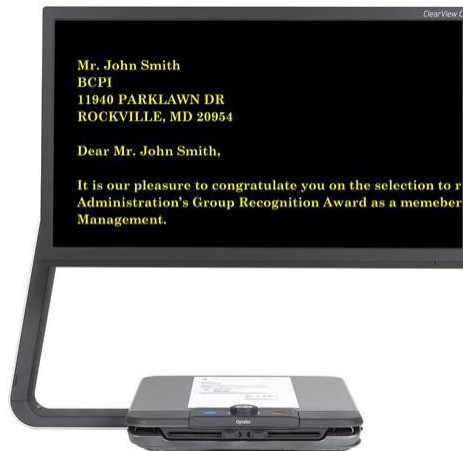 ClearView C
Mr. John Smith
BCPI
11940 PARKLAWN DR
ROCKVILLE, MD 20954
Dear Mr. John Smith,
It is our pleasure to congratulate you on the selection to r
Administration's Group Recognition Award as a memeber
Management.
Optelec